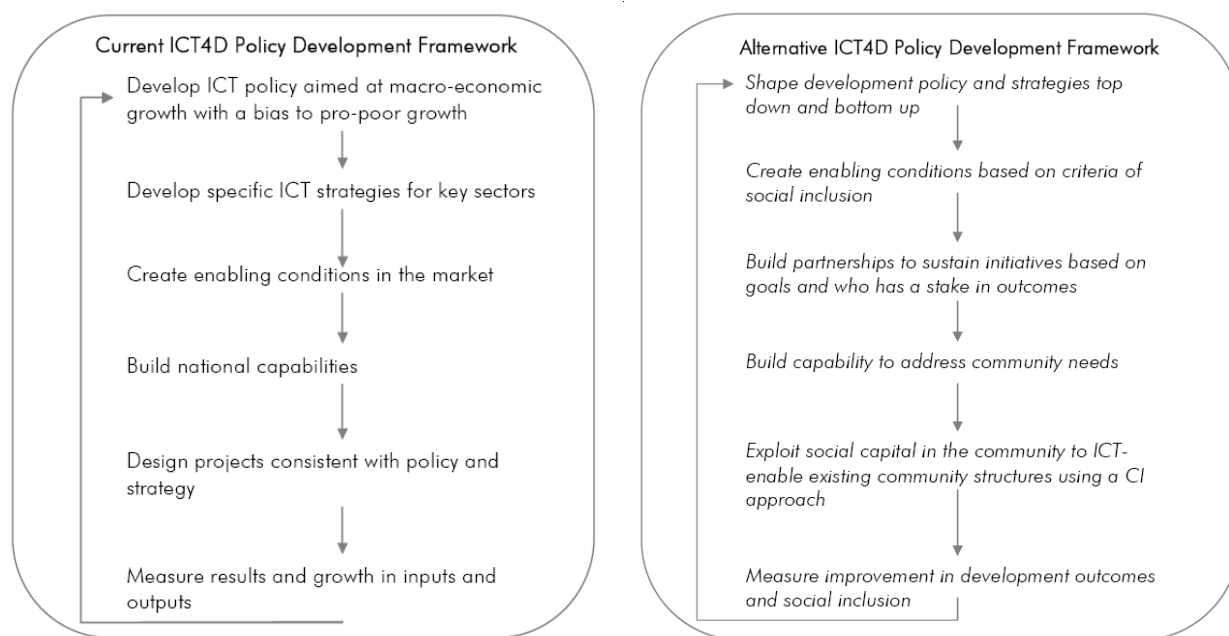 Current ICT4D Policy Development Framework
Develop ICT policy aimed at macro-economic
growth with a bias to pro-poor growth
Develop specific ICT strategies for key sectors
Create enabling conditions in the market
Build national capabilities
Design projects consistent with policy and
strategy
Measure results and growth in inputs and
outputs
Alternative ICT4D Policy Development Framework
Shape development policy and strategies top
down and bottom up
Create enabling conditions based on criteria of
social inclusion
Build partnerships to sustain initiatives based on
goals and who has a stake in outcomes
Build capability to address community needs
Exploit social capital in the community to ICT-
enable existing community structures using a CI
approach
Measure improvement in development outcomes
and social inclusion